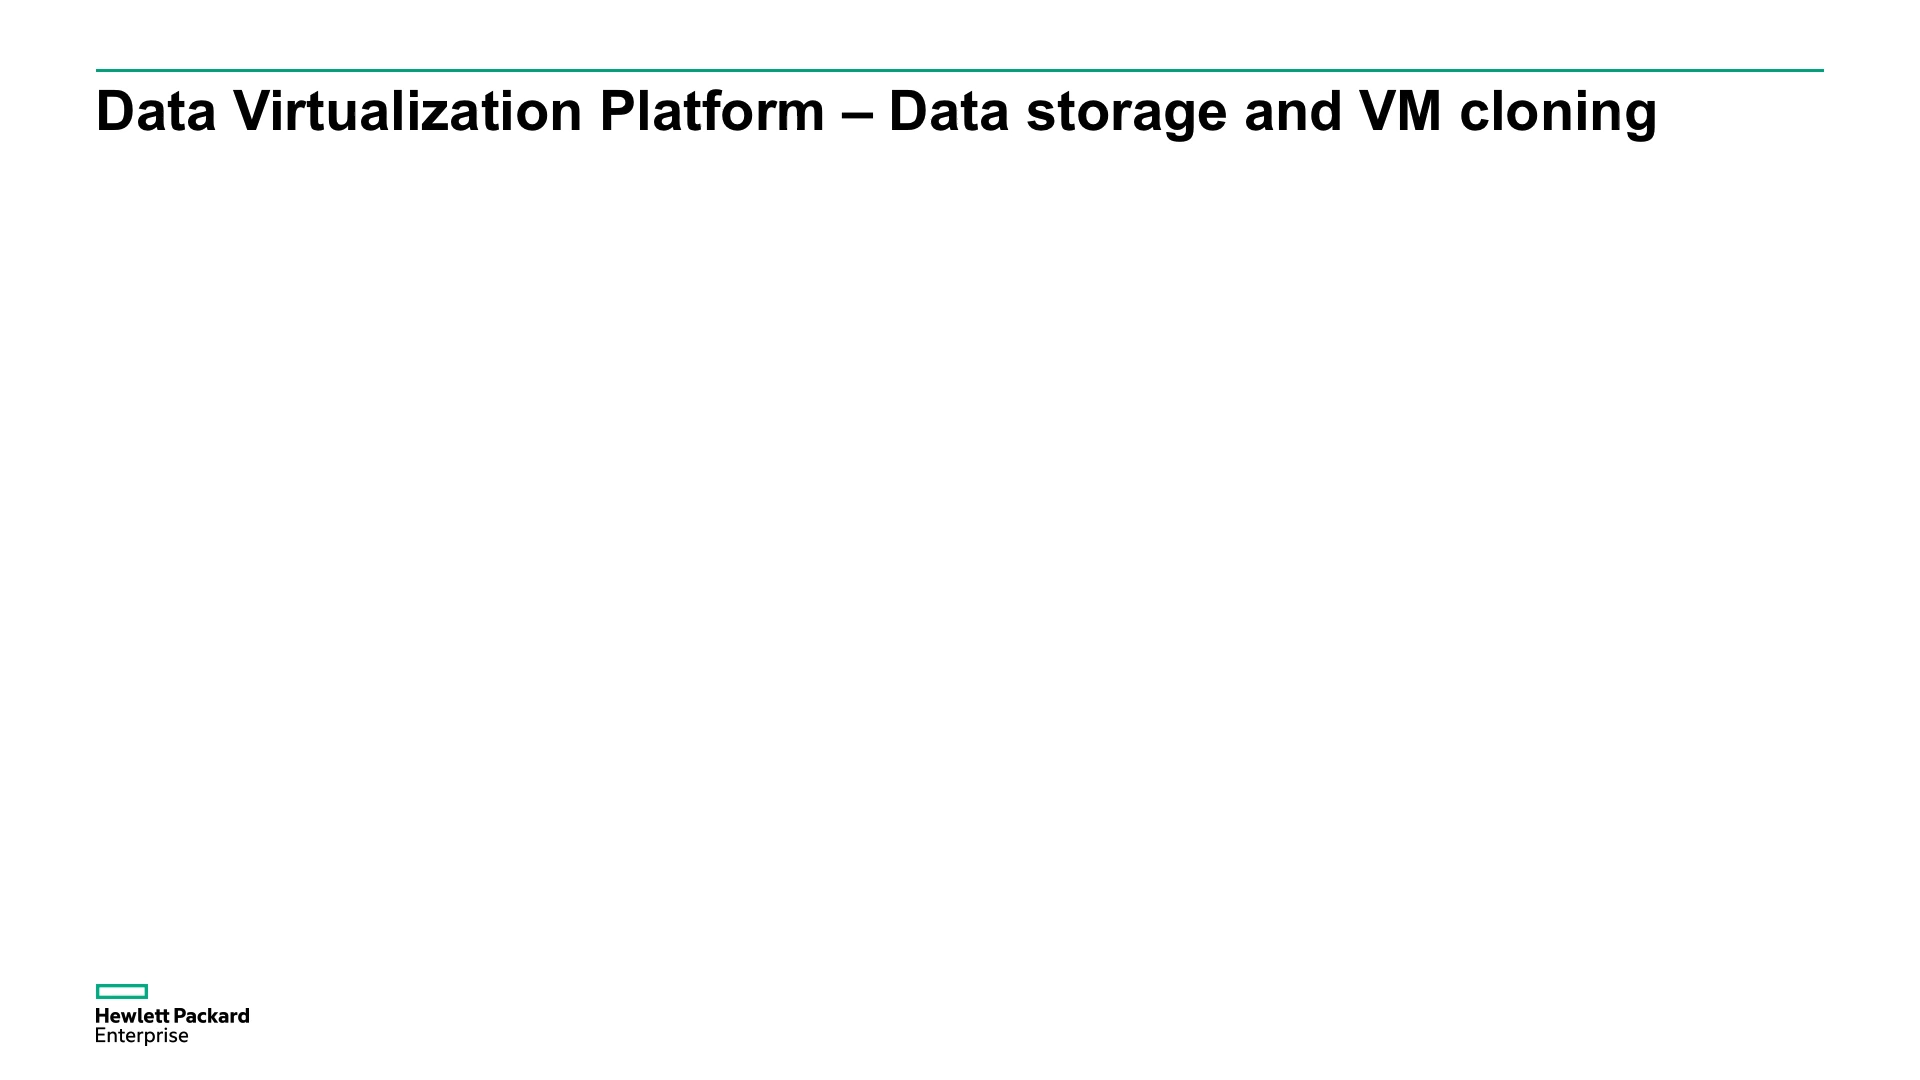 Data Virtualization Platform – Data storage and VM cloning
Hewlett Packard
Enterprise